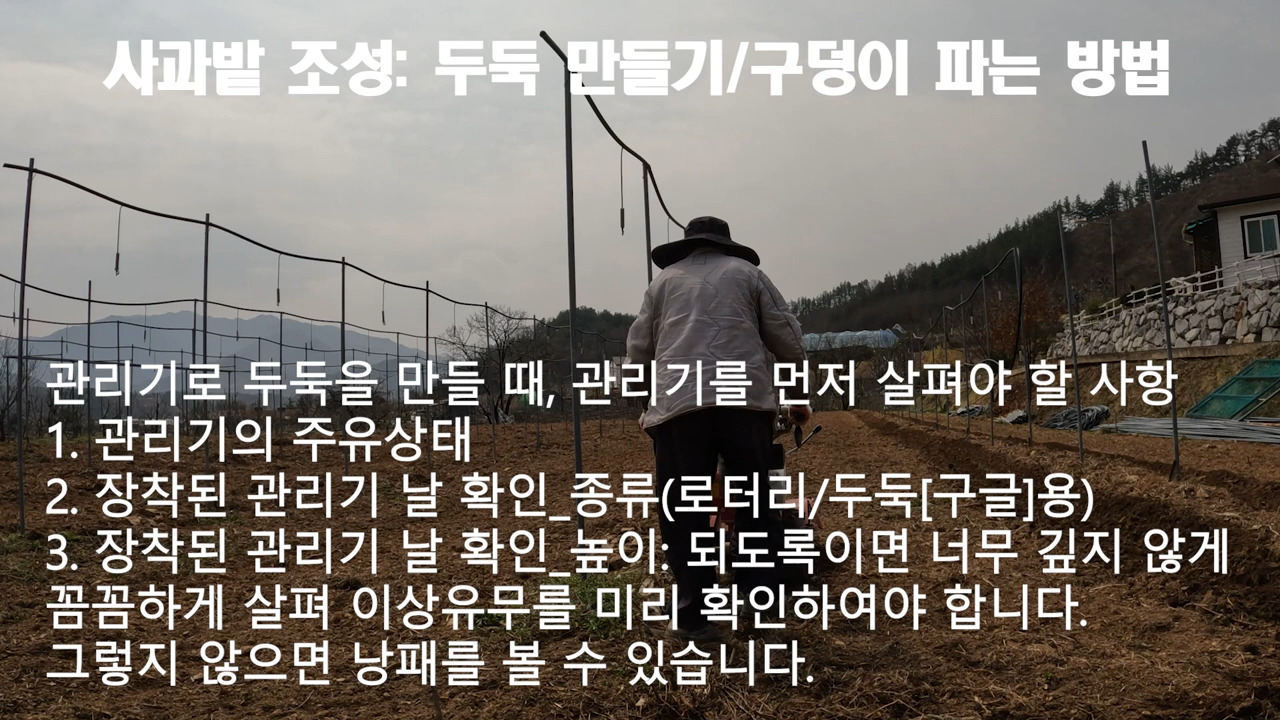 사과밭 조성: 두둑 만들기/구덩이 파는 방법
관리기로 두둑을 만들 때, 관리기를 먼저 살펴야 할 사항
1. 관리기의 주유상태
2. 장착된 관리기 날 확인_종류(로터리/두둑[구글]용)
3. 장착된 관리기 날 확인_높이: 되도록이면 너무 깊지 않게
꼼꼼하게 살펴 이상유무를 미리 확인하여야 합니다.
그렇지 않으면 낭패를 볼 수 있습니다.